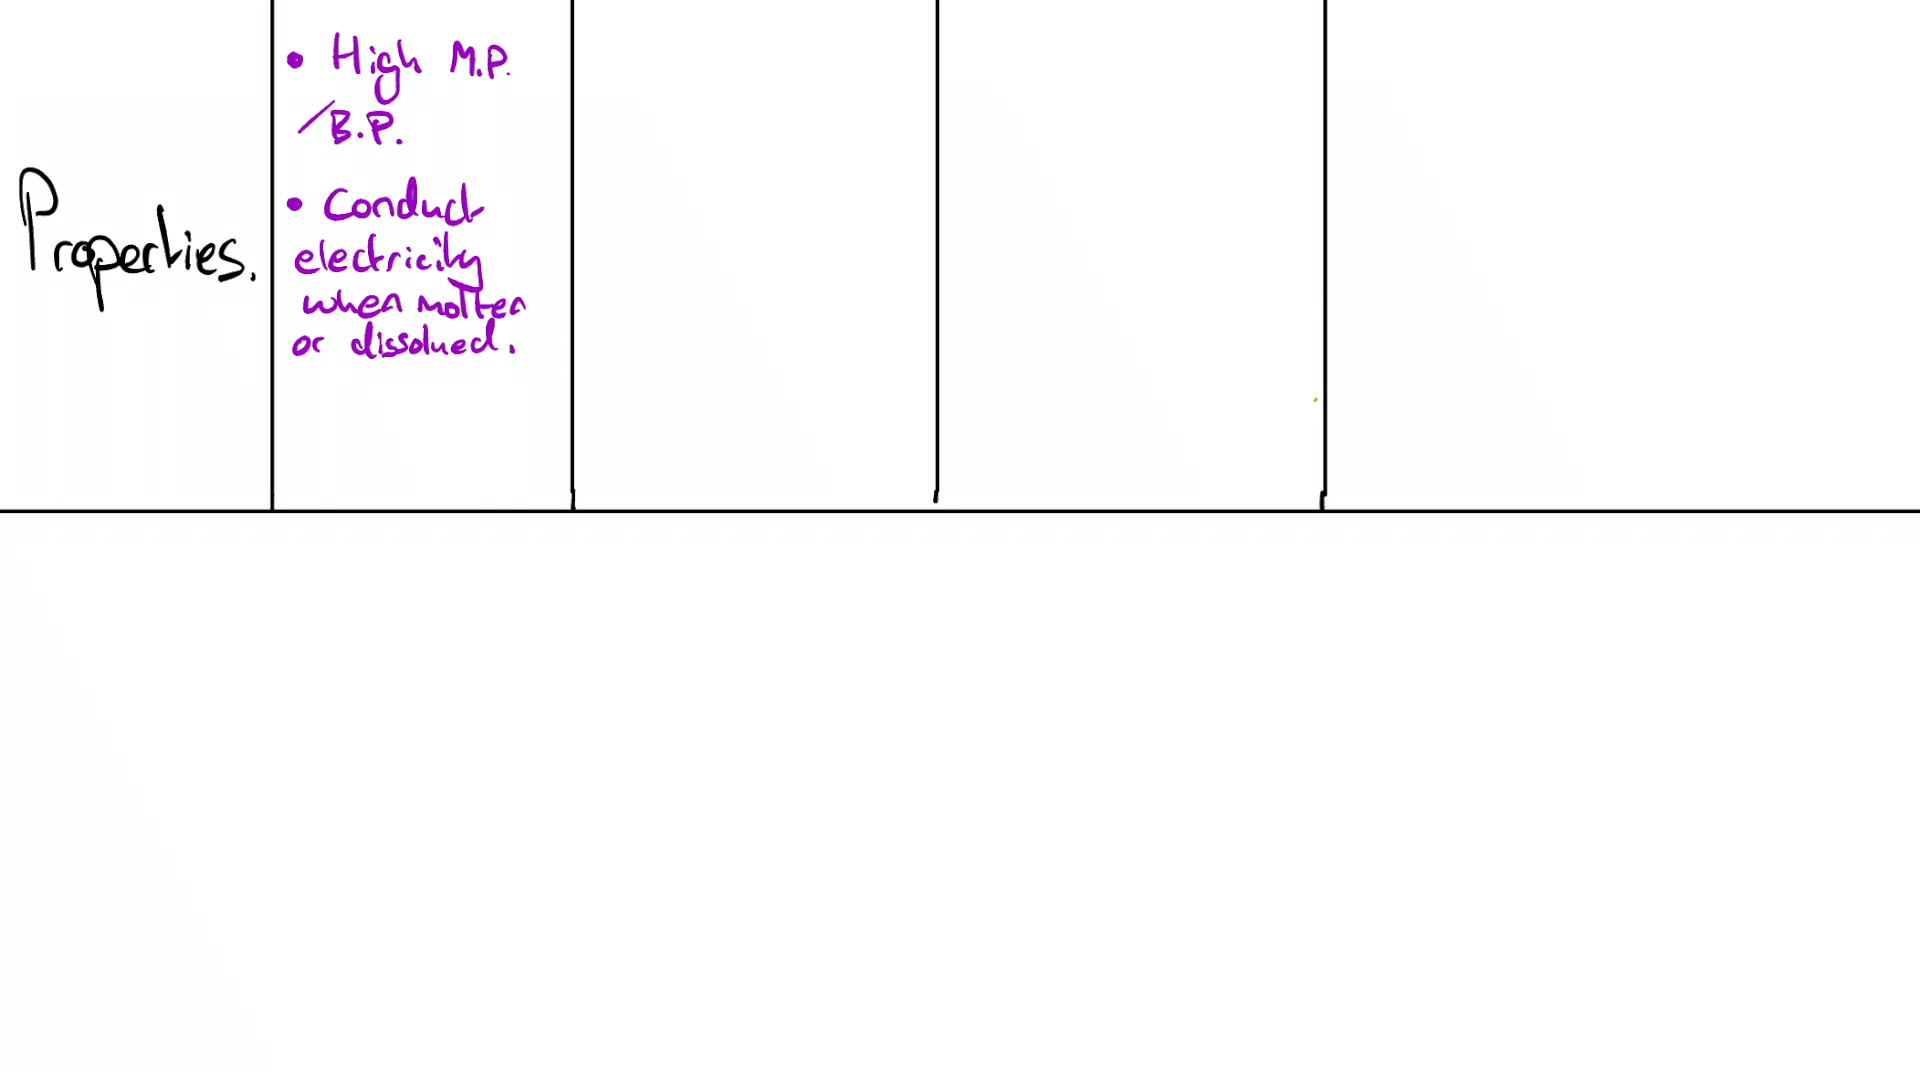 Properties.
• High M.P.
/B.P.
• Conduct
electricity
when molten
or dissolved.